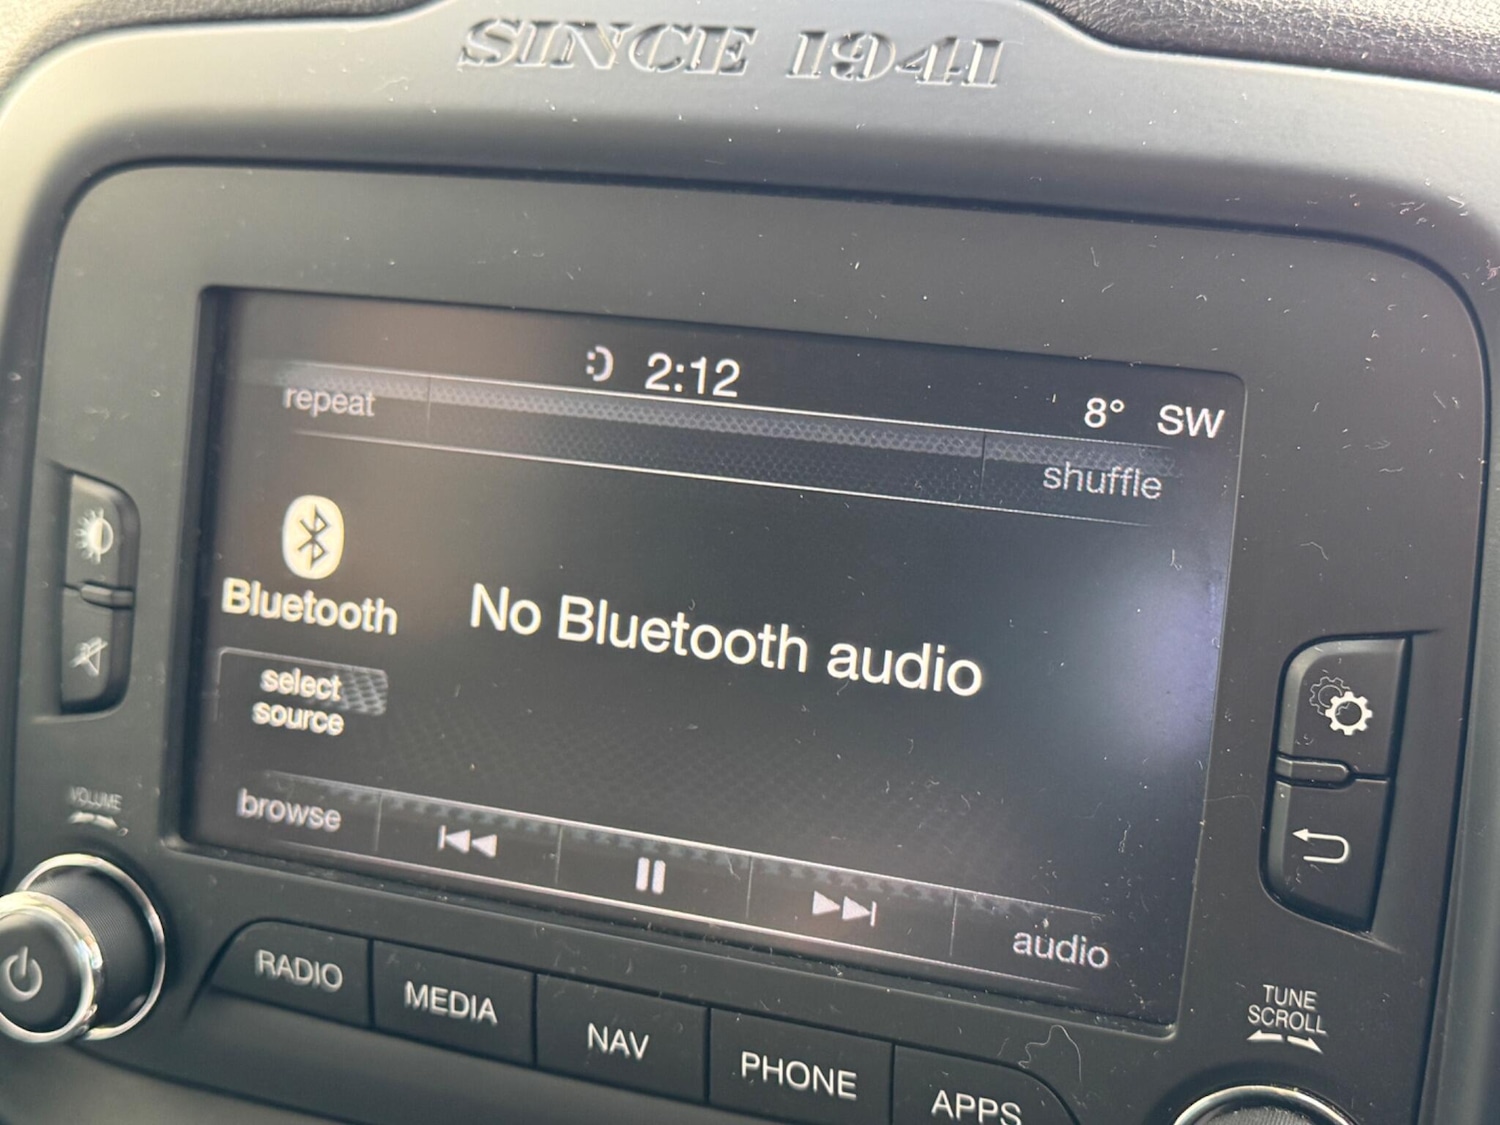 SINCE 1941
2:12
8° SW
repeat
shuffle
Bluetooth
No Bluetooth audio
select
source
browse
audio
VOLUME
RADIO
MEDIA
NAV
PHONE
APPS
TUNE
SCROLL